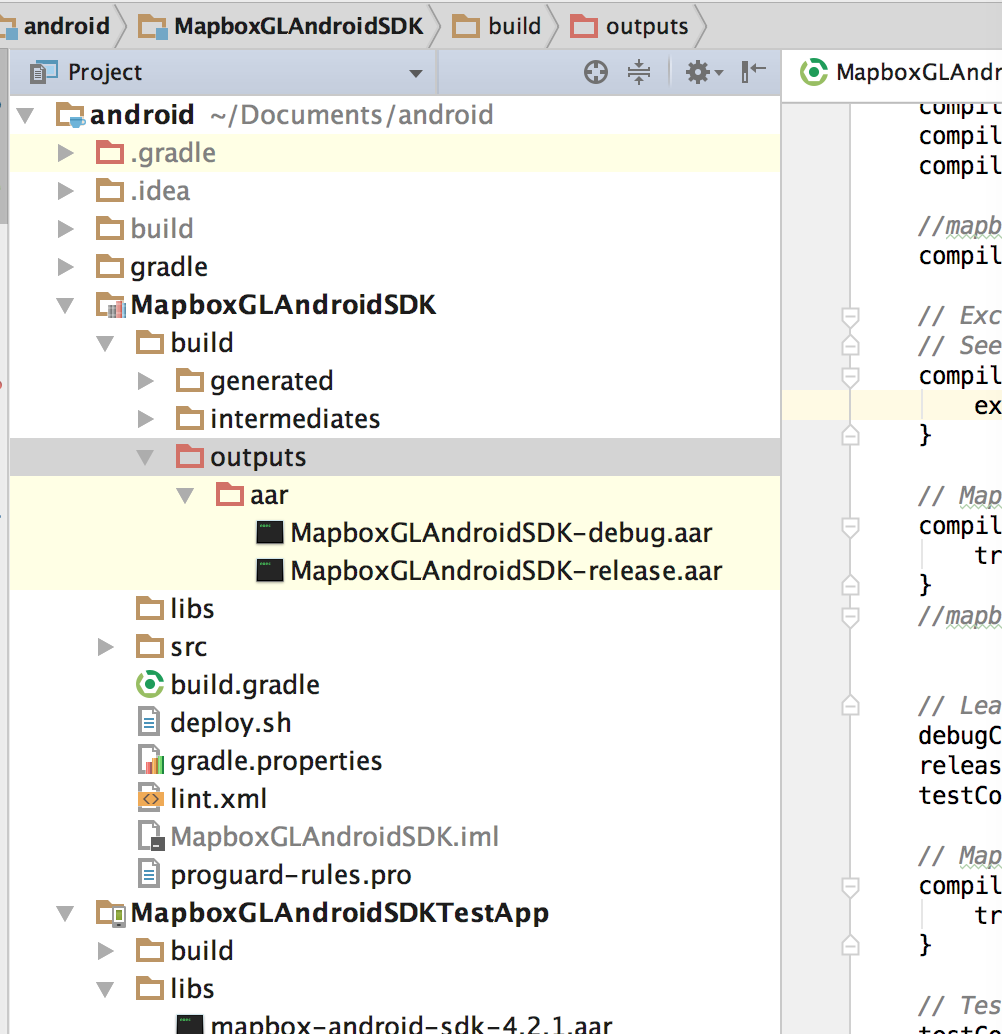 android MapboxGLAndroidSDK build outputs
Project
android ~/Documents/android
.gradle
.idea
build
gradle
MapboxGLAndroidSDK
build
generated
intermediates
outputs
aar
MapboxGLAndroidSDK-debug.aar
MapboxGLAndroidSDK-release.aar
libs
src
build.gradle
deploy.sh
gradle.properties
lint.xml
MapboxGLAndroidSDK.iml
proguard-rules.pro
MapboxGLAndroidSDKTestApp
build
libs
mapbox-android-sdk-4.2.1.aar
MapboxGLAndr
compil
compil
compil
//mapb
compil
// Exc
// See
compil
ex
}
// Map
compil
tr
}
//mapb
// Lea
debugC
releas
testCo
// Map
compil
tr
}
// Tes
testCo